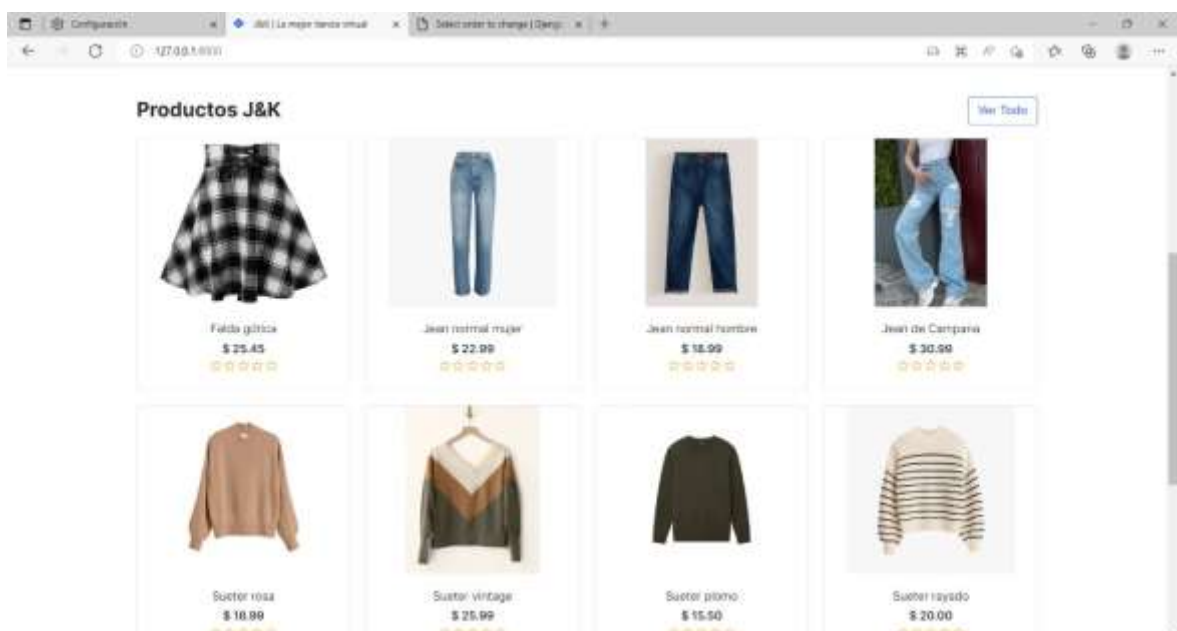 Configuración
J&K | La mejor tienda virtual
Select order to change | Django
127.0.0.1:8000
Productos J&K
Ver Todo
Falda gótica
Jean normal mujer
Jean normal hombre
Jean de Campana
$ 25.45
$ 22.99
$ 18.99
$ 30.99
Sueter rosa
Sueter vintage
Sueter plomo
Sueter rayado
$ 18.99
$ 25.99
$ 15.50
$ 20.00